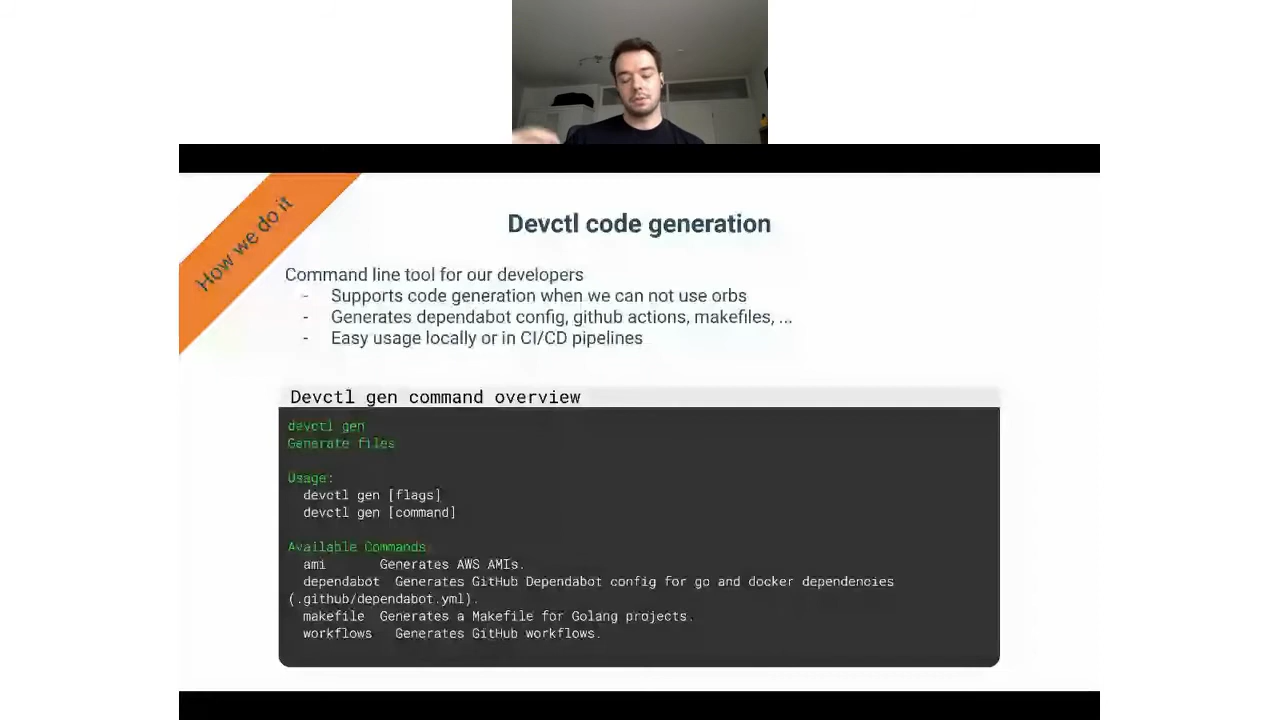 How we do it
Devctl code generation
Command line tool for our developers
- Supports code generation when we can not use orbs
- Generates dependabot config, github actions, makefiles, ...
- Easy usage locally or in CI/CD pipelines
Devctl gen command overview
devctl gen
Generate files
Usage:
devctl gen [flags]
devctl gen [command]
Available Commands:
ami Generates AWS AMIs.
dependabot Generates GitHub Dependabot config for go and docker dependencies
(.github/dependabot.yml).
makefile Generates a Makefile for Golang projects.
workflows Generates GitHub workflows.